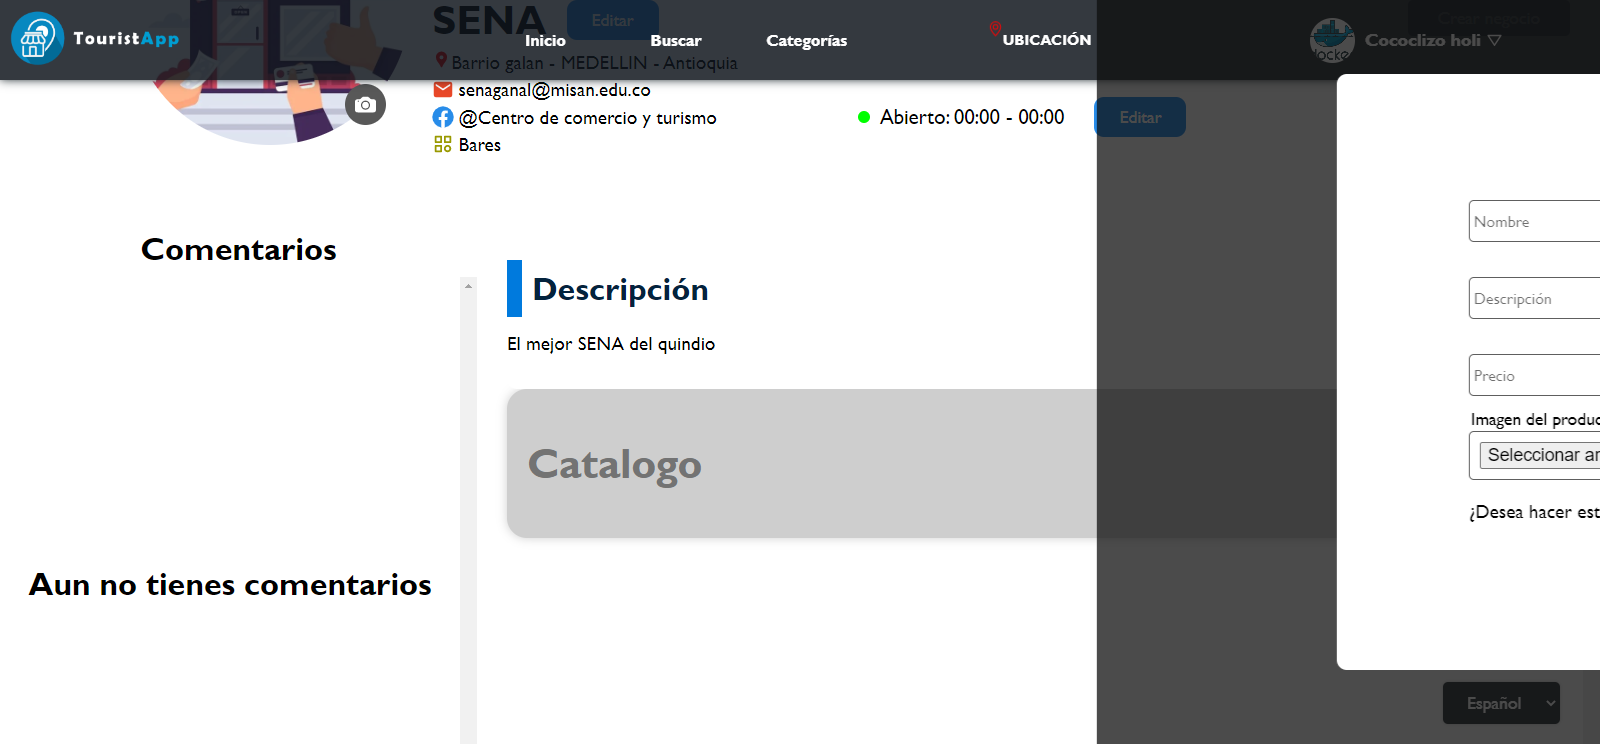 TouristApp
SENA
Editar
Inicio
Buscar
Categorías
UBICACIÓN
Crear negocio
Cococlizo holi
Barrio galan - MEDELLIN - Antioquia
senaganal@misan.edu.co
@Centro de comercio y turismo
Abierto: 00:00 - 00:00
Editar
Bares
Comentarios
Descripción
El mejor SENA del quindio
Catalogo
Aun no tienes comentarios
Nombre
Descripción
Precio
Imagen del produc
Seleccionar ar
¿Desea hacer est
Español